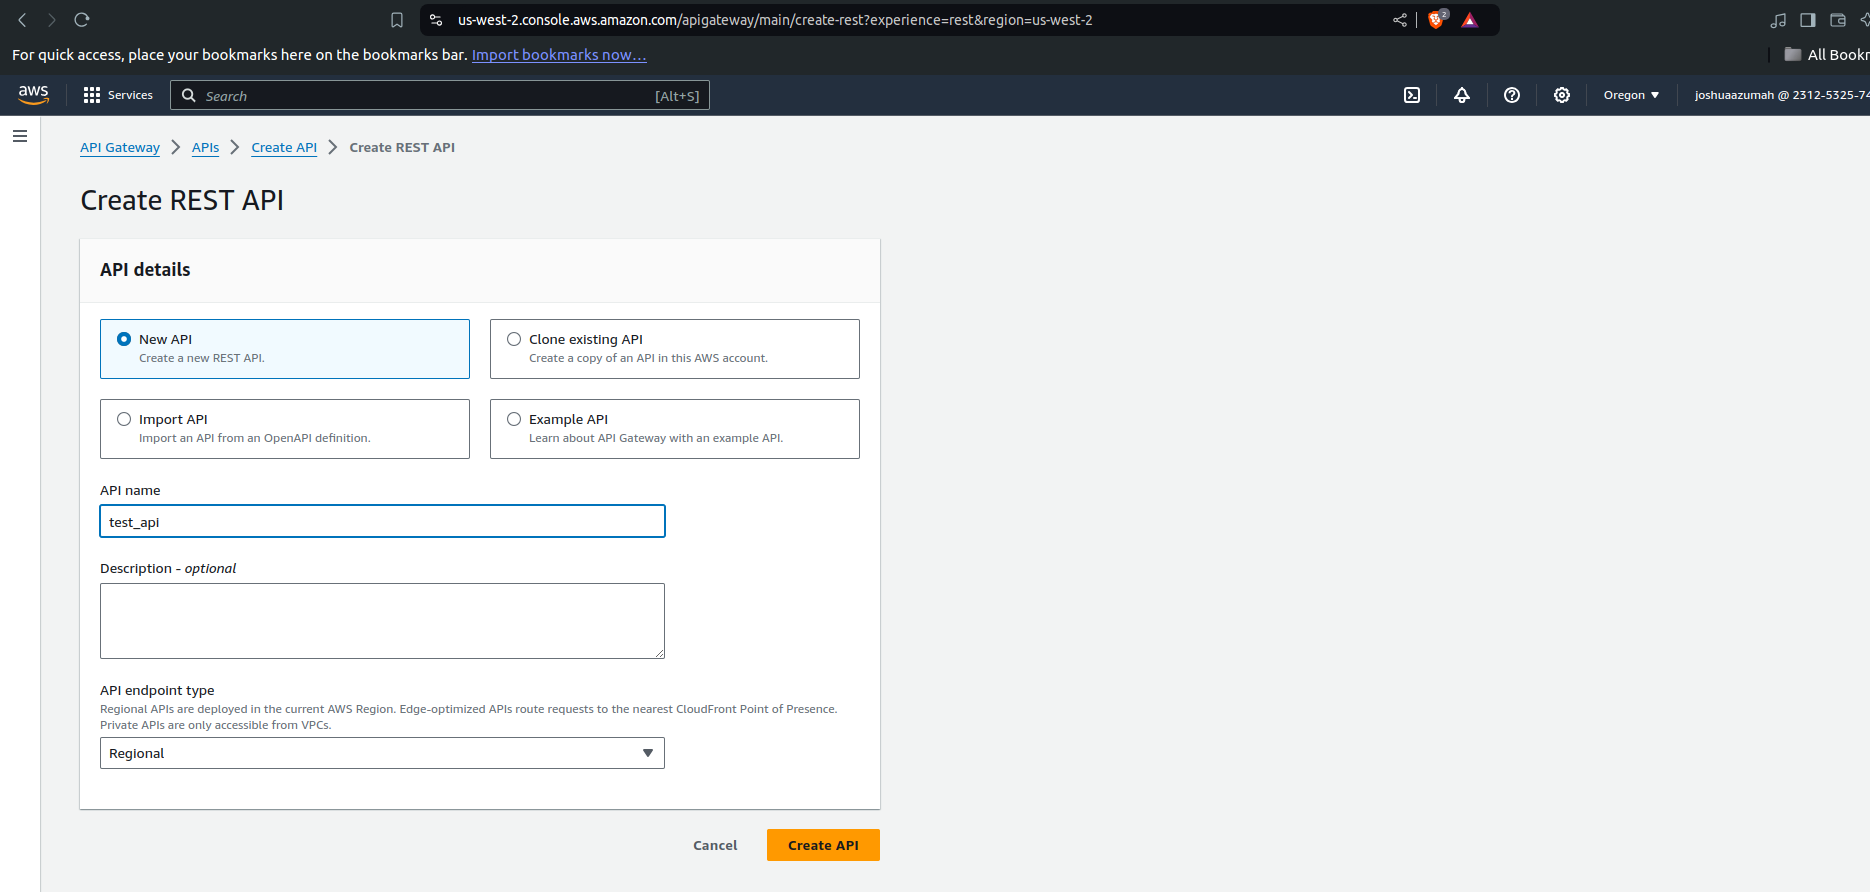 us-west-2.console.aws.amazon.com/apigateway/main/create-rest?experience=rest&region=us-west-2
2
For quick access, place your bookmarks here on the bookmarks bar. Import bookmarks now…
All Bookr
aws
Services
Search
[Alt+S]
Oregon
joshuaazumah @ 2312-5325-74
API Gateway
APIs
Create API
Create REST API
Create REST API
API details
New API
Create a new REST API.
Clone existing API
Create a copy of an API in this AWS account.
Import API
Import an API from an OpenAPI definition.
Example API
Learn about API Gateway with an example API.
API name
test_api
Description - optional
API endpoint type
Regional APIs are deployed in the current AWS Region. Edge-optimized APIs route requests to the nearest CloudFront Point of Presence.
Private APIs are only accessible from VPCs.
Regional
Cancel
Create API